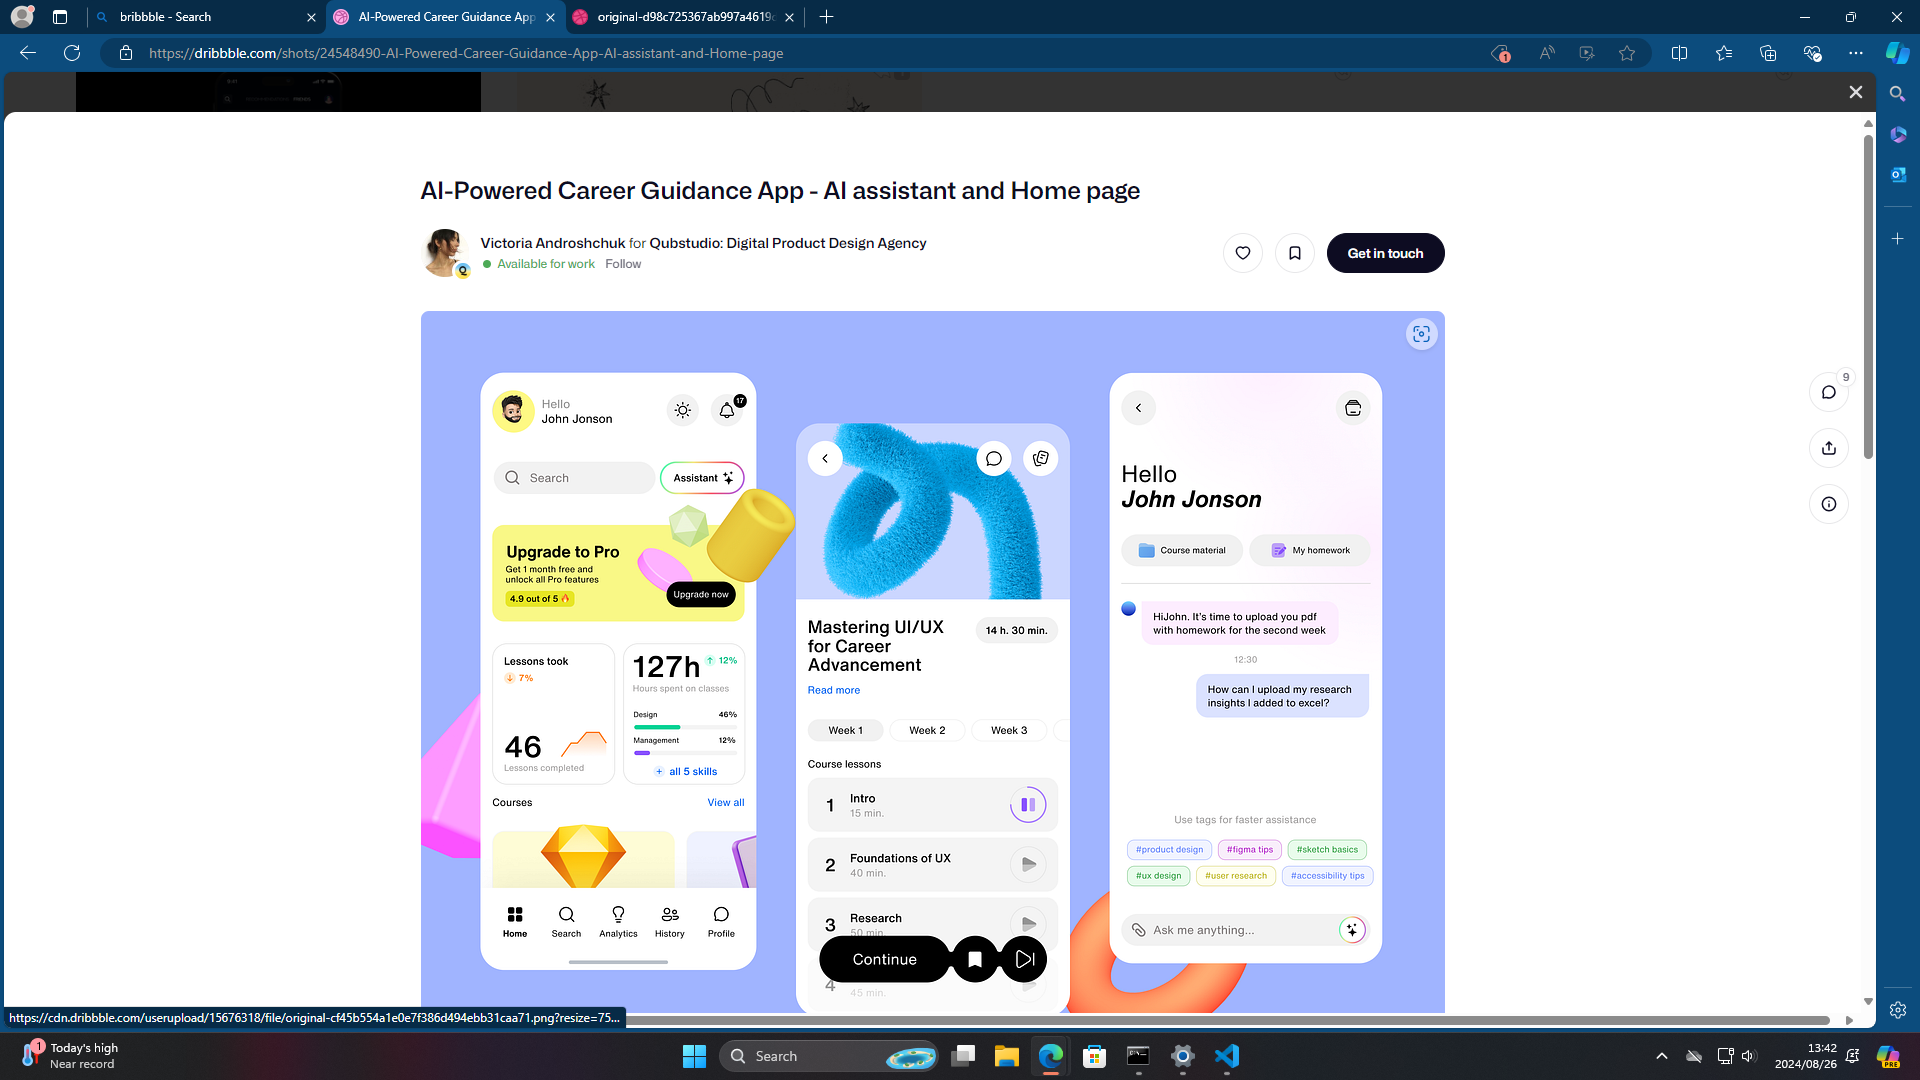 bribbble - Search
AI-Powered Career Guidance App
original-d98c725367ab997a4619c
https://dribbble.com/shots/24548490-AI-Powered-Career-Guidance-App-AI-assistant-and-Home-page
1
AI-Powered Career Guidance App - AI assistant and Home page
Victoria Androshchuk for Qubstudio: Digital Product Design Agency
Available for work Follow
Get in touch
9
Hello
John Jonson
17
Search
Assistant
Upgrade to Pro
Get 1 month free and
unlock all Pro features
4.9 out of 5
Upgrade now
Lessons took
7%
46
Lessons completed
127h
12%
Hours spent on classes
Design 46%
Management 12%
+ all 5 skills
Courses
View all
Home
Search
Analytics
History
Profile
Mastering UI/UX
for Career
Advancement
14 h. 30 min.
Read more
Week 1
Week 2
Week 3
Course lessons
1
Intro
15 min.
2
Foundations of UX
40 min.
3
Research
50 min.
Continue
4
45 min.
Hello
John Jonson
Course material
My homework
HiJohn. It's time to upload you pdf
with homework for the second week
12:30
How can I upload my research
insights I added to excel?
Use tags for faster assistance
#product design
#figma tips
#sketch basics
#ux design
#user research
#accessibility tips
Ask me anything...
https://cdn.dribbble.com/userupload/15676318/file/original-cf45b554a1e0e7f386d494ebb31caa71.png?resize=75...
1
Today's high
Near record
Search
13:42
2024/08/26
PRE